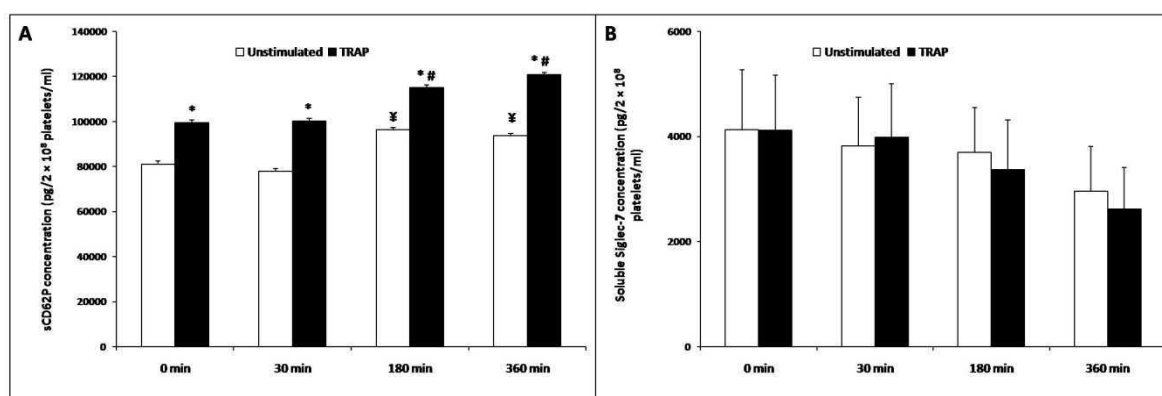 A
Unstimulated TRAP
sCD62P concentration (pg/2 × 10⁸ platelets/ml)
140000
120000
100000
80000
60000
40000
20000
0
* * * # * #
¥ ¥
0 min 30 min 180 min 360 min
B
Unstimulated TRAP
Soluble Siglec-7 concentration (pg/2 × 10⁸
platelets/ml)
6000
4000
2000
0
0 min 30 min 180 min 360 min